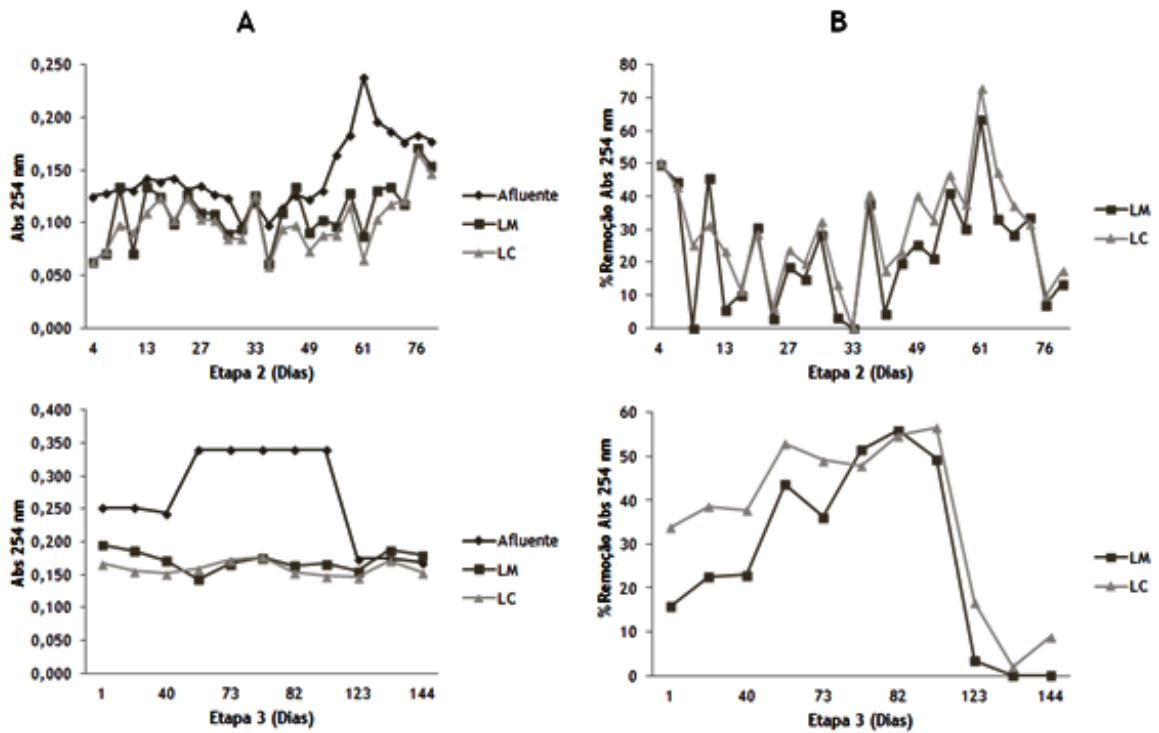 A
B
0,250
0,200
0,150
0,100
0,050
0,000
Abs 254 nm
4 13 27 33 49 61 76
Etapa 2 (Dias)
Afluente
LM
LC
80
70
60
50
40
30
20
10
0
%Remoção Abs 254 nm
4 13 27 33 49 61 76
Etapa 2 (Dias)
LM
LC
0,400
0,350
0,300
0,250
0,200
0,150
0,100
0,050
0,000
Abs 254 nm
1 40 73 82 123 144
Etapa 3 (Dias)
Afluente
LM
LC
60
50
40
30
20
10
0
%Remoção Abs 254 nm
1 40 73 82 123 144
Etapa 3 (Dias)
LM
LC